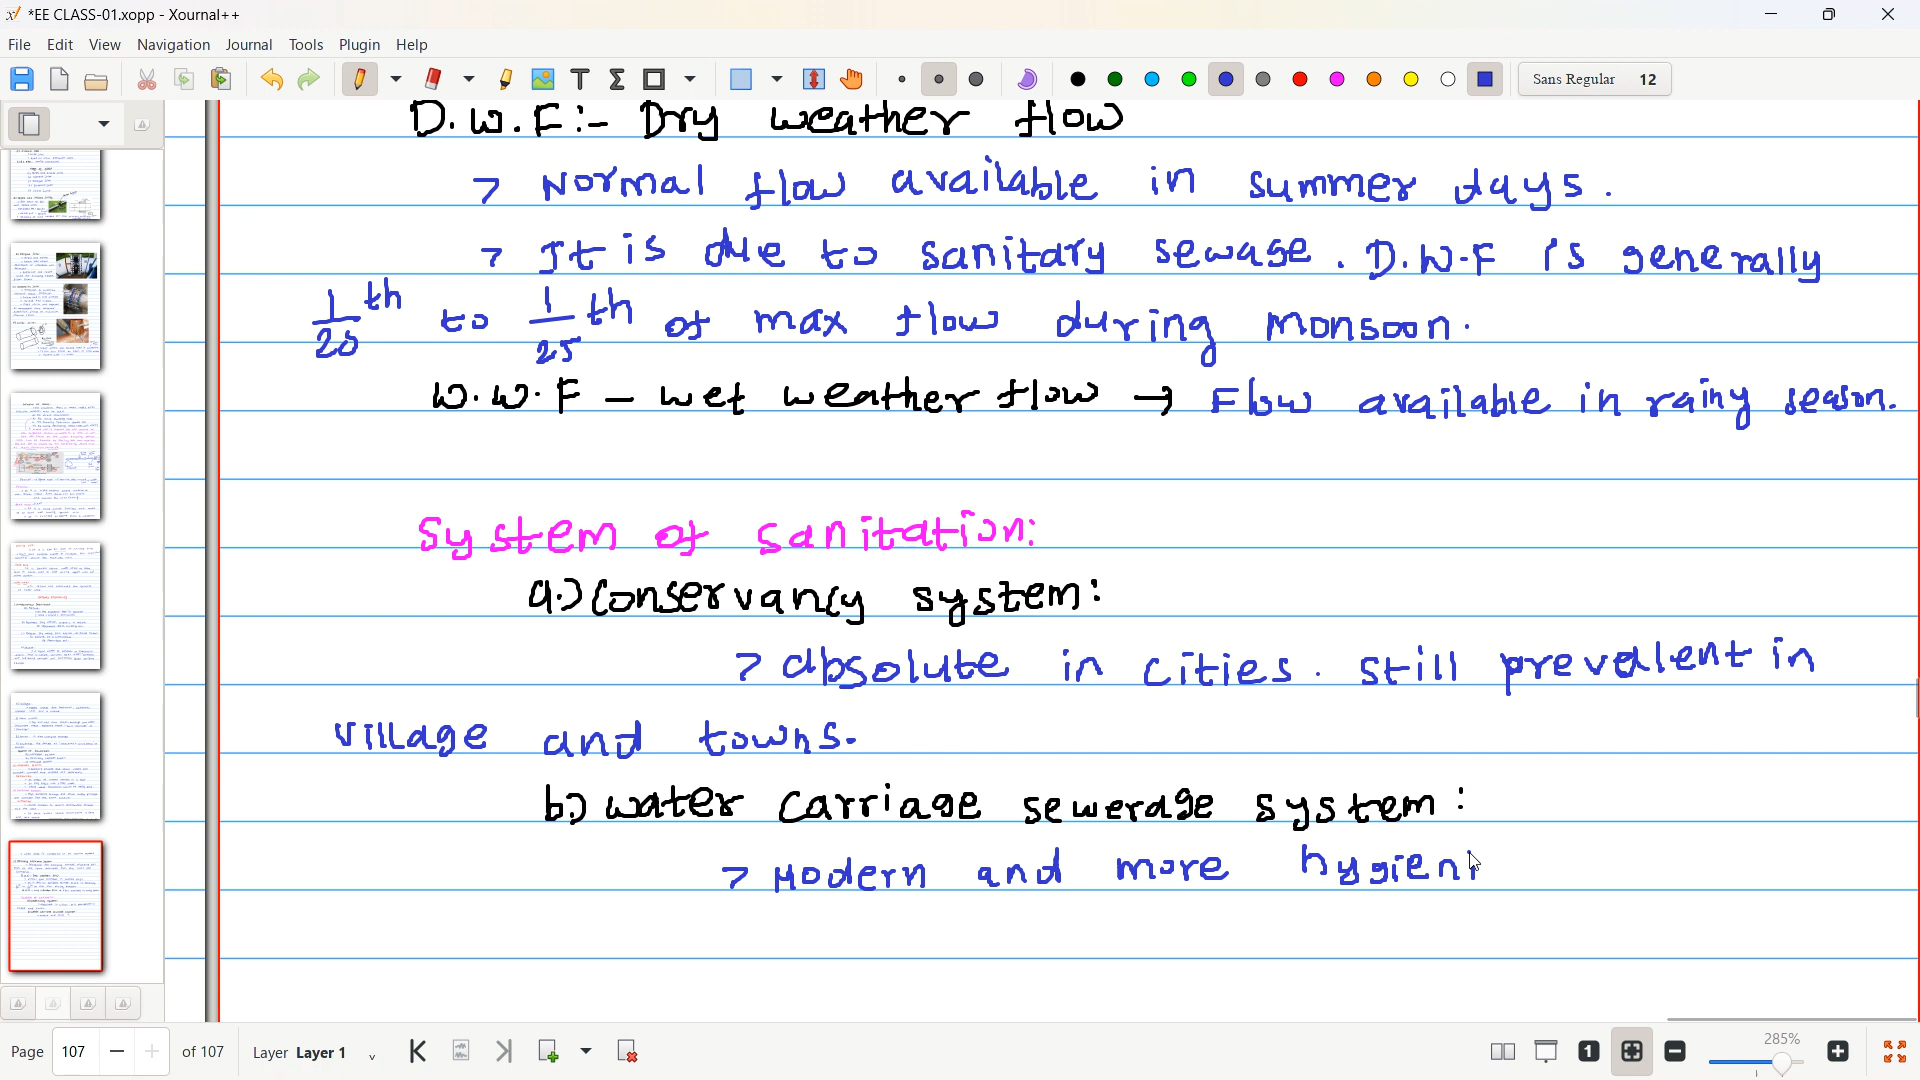 *EE CLASS-01.xopp - Xournal++
File Edit View Navigation Journal Tools Plugin Help
Sans Regular 12
D.W.F:- Dry weather flow
> Normal flow available in summer days.
> It is due to sanitary sewage. D.W.F is generally
1/20 th to 1/25 th of max flow during monsoon.
W.W.F - wet weather flow → Flow available in rainy season.
System of sanitation:
a.) Conservancy system:
> absolute in cities. still prevalent in
village and towns.
b.) water carriage sewerage system:
> Modern and more hygieni
Page 107 of 107 Layer Layer 1 285%